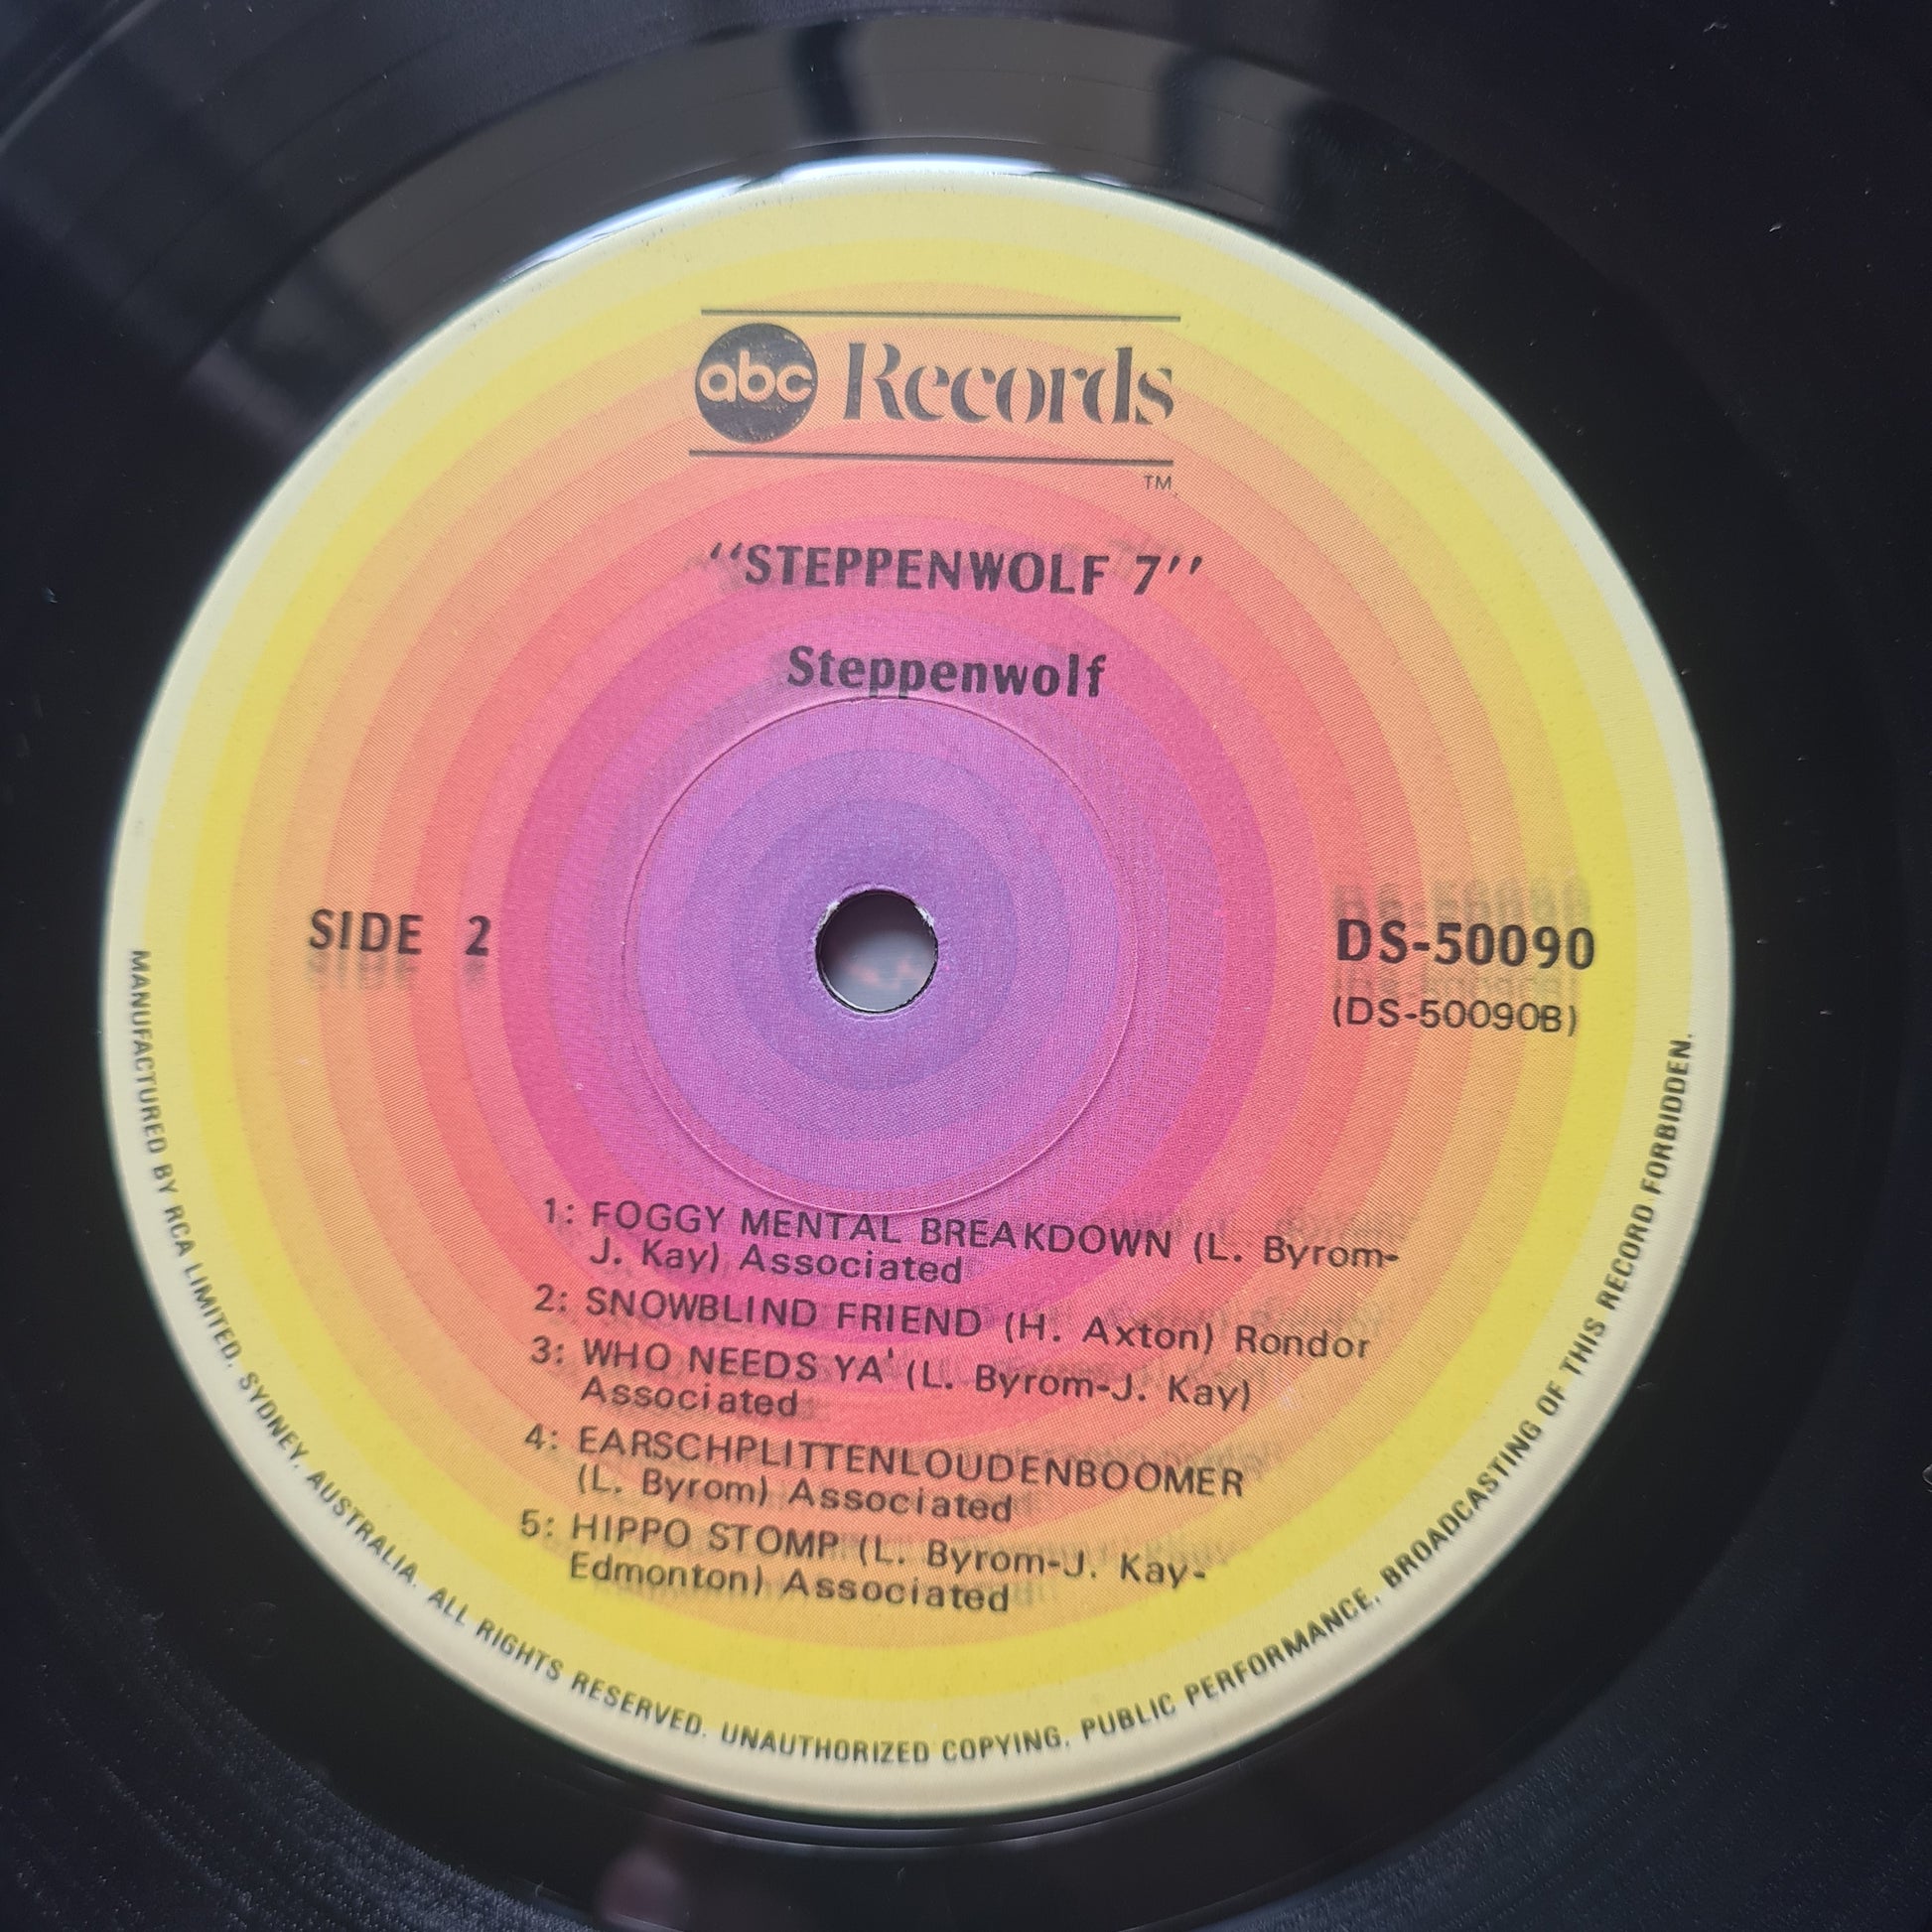 abc Records
TM
"STEPPENWOLF 7"
Steppenwolf
SIDE 2
DS-50090
(DS-50090B)
1: FOGGY MENTAL BREAKDOWN (L. Byrom-
J. Kay) Associated
2: SNOWBLIND FRIEND (H. Axton) Rondor
3: WHO NEEDS YA' (L. Byrom-J. Kay)
Associated
4: EARSCHPLITTENLOUDENBOOMER
(L. Byrom) Associated
5: HIPPO STOMP (L. Byrom-J. Kay-
Edmonton) Associated
MANUFACTURED BY RCA LIMITED. SYDNEY. AUSTRALIA. ALL RIGHTS RESERVED. UNAUTHORIZED COPYING. PUBLIC PERFORMANCE. BROADCASTING OF THIS RECORD FORBIDDEN.